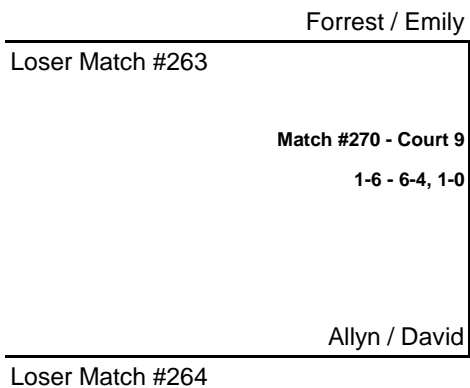 Forrest / Emily
Loser Match #263
Match #270 - Court 9
1-6 - 6-4, 1-0
Allyn / David
Loser Match #264